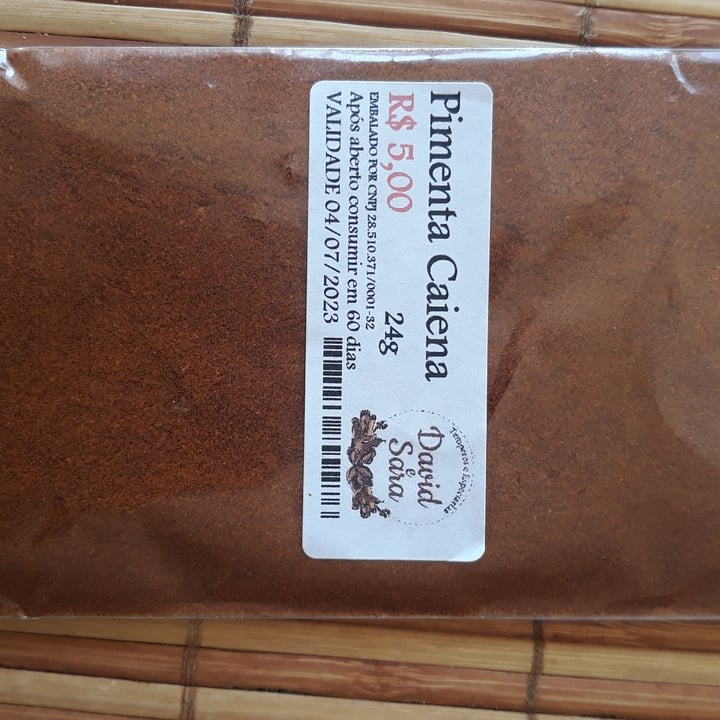 Pimenta Caiena
R$ 5,00
24g
EMBALADO POR CNPJ 28.510.371/0001-32
Após aberto consumir em 60 dias
VALIDADE 04/07/2023
Temperos e Especiarias
David
e
Sara